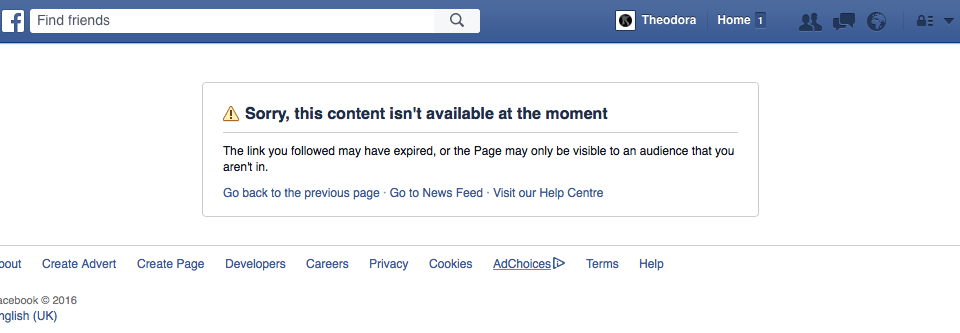 f Find friends Theodora Home 1
Sorry, this content isn't available at the moment
The link you followed may have expired, or the Page may only be visible to an audience that you
aren't in.
Go back to the previous page · Go to News Feed · Visit our Help Centre
bout Create Advert Create Page Developers Careers Privacy Cookies AdChoices Terms Help
acebook © 2016
nglish (UK)